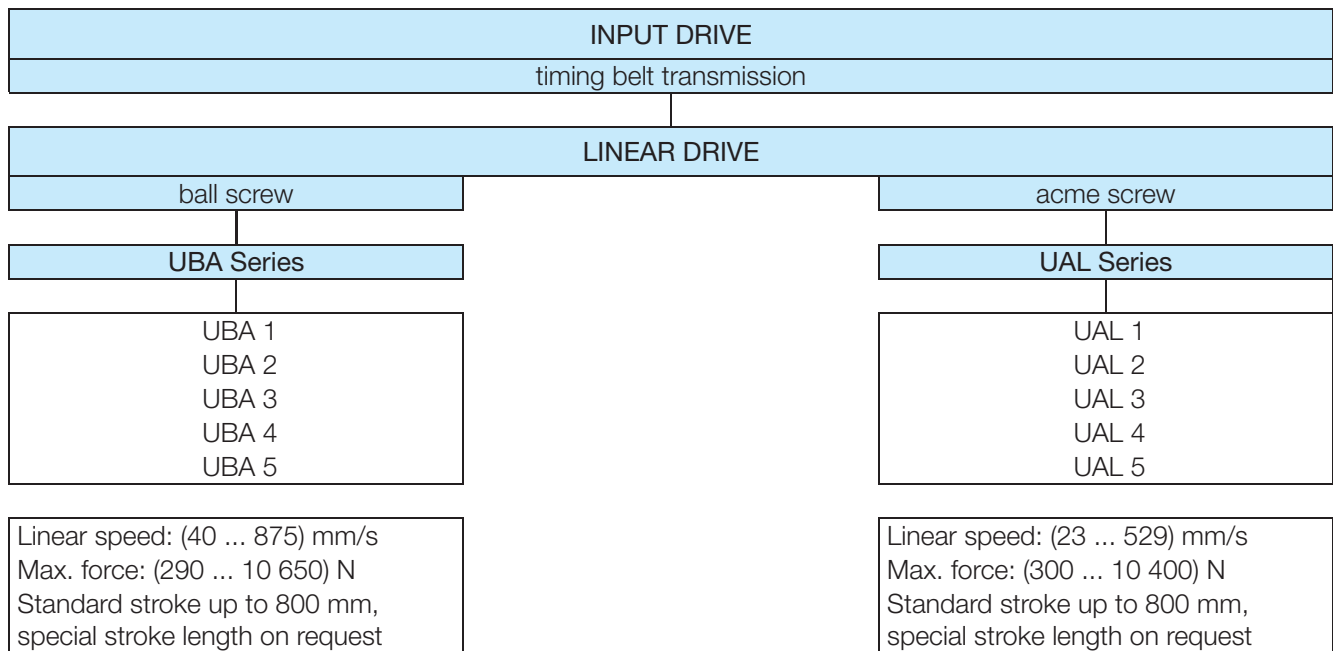 INPUT DRIVE
timing belt transmission
LINEAR DRIVE
ball screw
acme screw
UBA Series
UAL Series
UBA 1
UBA 2
UBA 3
UBA 4
UBA 5
UAL 1
UAL 2
UAL 3
UAL 4
UAL 5
Linear speed: (40 ... 875) mm/s
Max. force: (290 ... 10 650) N
Standard stroke up to 800 mm,
special stroke length on request
Linear speed: (23 ... 529) mm/s
Max. force: (300 ... 10 400) N
Standard stroke up to 800 mm,
special stroke length on request